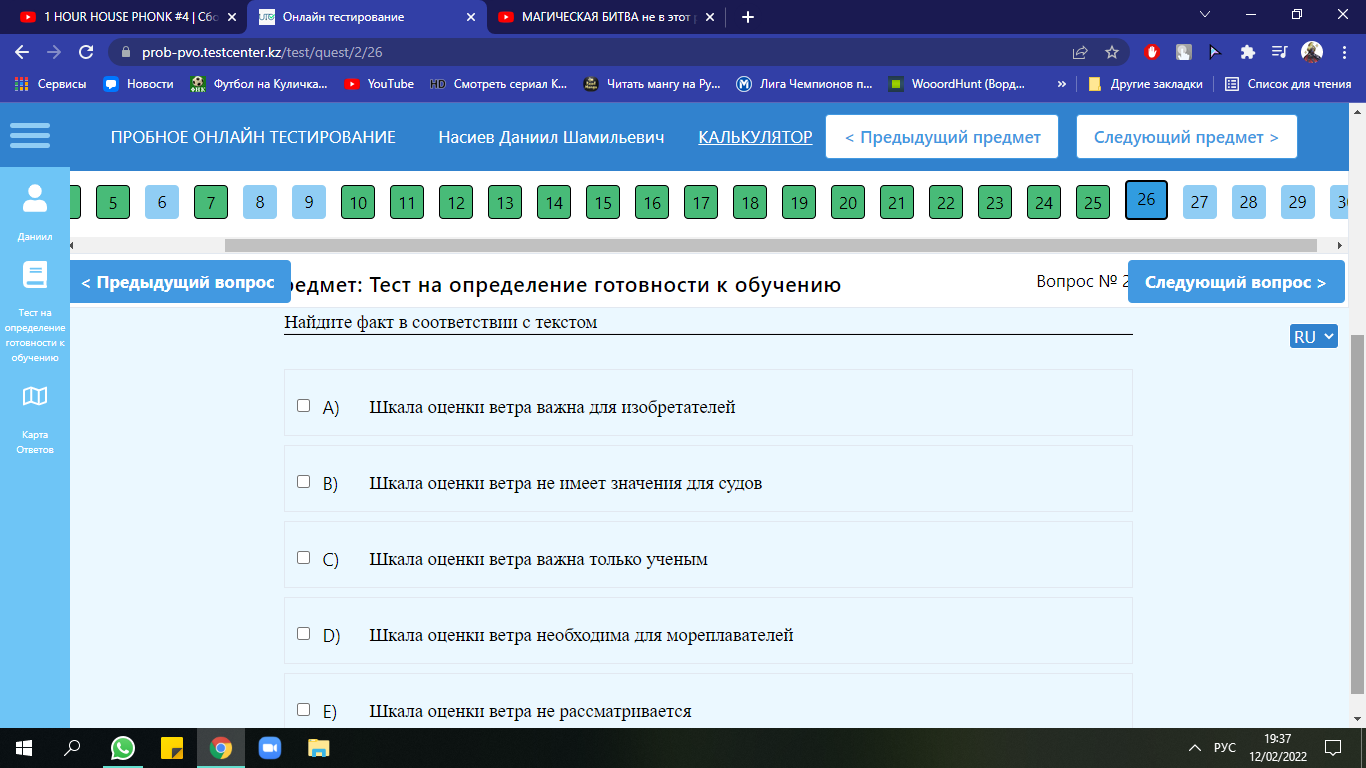 1 HOUR HOUSE PHONK #4 | Сбо
Онлайн тестирование
МАГИЧЕСКАЯ БИТВА не в этот р
prob-pvo.testcenter.kz/test/quest/2/26
Сервисы
Новости
Футбол на Куличка...
YouTube
HD Смотреть сериал К...
Читать мангу на Ру...
Лига Чемпионов п...
WooordHunt (Ворд...
»
Другие закладки
Список для чтения
ПРОБНОЕ ОНЛАЙН ТЕСТИРОВАНИЕ
Насиев Даниил Шамильевич
КАЛЬКУЛЯТОР
< Предыдущий предмет
Следующий предмет >
5 6 7 8 9 10 11 12 13 14 15 16 17 18 19 20 21 22 23 24 25 26 27 28 29 30
Даниил
Тест на
определение
готовности к
обучению
Карта
Ответов
< Предыдущий вопрос
редмет: Тест на определение готовности к обучению
Вопрос № 2
Следующий вопрос >
Найдите факт в соответствии с текстом
RU
A) Шкала оценки ветра важна для изобретателей
B) Шкала оценки ветра не имеет значения для судов
C) Шкала оценки ветра важна только ученым
D) Шкала оценки ветра необходима для мореплавателей
E) Шкала оценки ветра не рассматривается
РУС
19:37
12/02/2022